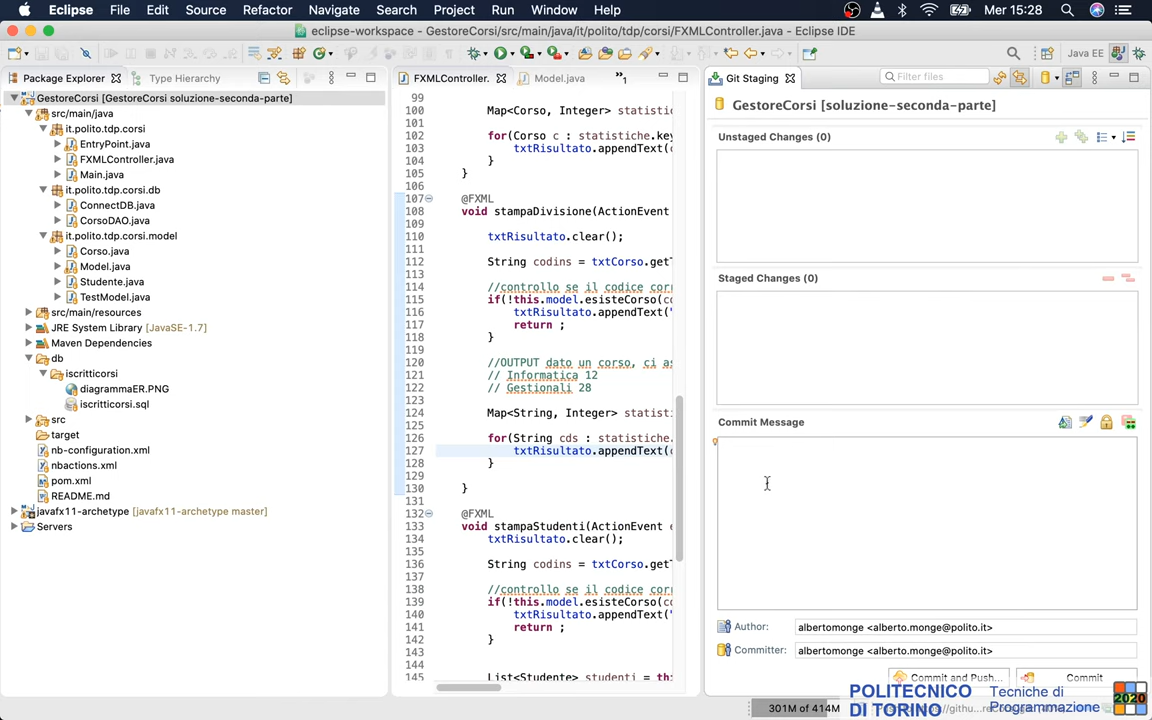 Eclipse File Edit Source Refactor Navigate Search Project Run Window Help Mer 15:28
eclipse-workspace - GestoreCorsi/src/main/java/it/polito/tdp/corsi/FXMLController.java - Eclipse IDE
Java EE
Package Explorer Type Hierarchy
GestoreCorsi [GestoreCorsi soluzione-seconda-parte]
src/main/java
it.polito.tdp.corsi
EntryPoint.java
FXMLController.java
Main.java
it.polito.tdp.corsi.db
ConnectDB.java
CorsoDAO.java
it.polito.tdp.corsi.model
Corso.java
Model.java
Studente.java
TestModel.java
src/main/resources
JRE System Library [JavaSE-1.7]
Maven Dependencies
db
iscritticorsi
diagrammaER.PNG
iscritticorsi.sql
src
target
nb-configuration.xml
nbactions.xml
pom.xml
README.md
javafx11-archetype [javafx11-archetype master]
Servers
FXMLController. Model.java »1
99
100 Map<Corso, Integer> statistic
101
102 for(Corso c : statistiche.key
103 txtRisultato.appendText(c
104 }
105 }
106
107 @FXML
108 void stampaDivisione(ActionEvent
109
110 txtRisultato.clear();
111
112 String codins = txtCorso.getT
113
114 //controllo se il codice corr
115 if(!this.model.esisteCorso(co
116 txtRisultato.appendText("
117 return ;
118 }
119
120 //OUTPUT dato un corso, ci as
121 // Informatica 12
122 // Gestionali 28
123
124 Map<String, Integer> statisti
125
126 for(String cds : statistiche.
127 txtRisultato.appendText(c
128 }
129
130 }
131
132 @FXML
133 void stampaStudenti(ActionEvent e
134 txtRisultato.clear();
135
136 String codins = txtCorso.getT
137
138 //controllo se il codice corr
139 if(!this.model.esisteCorso(co
140 txtRisultato.appendText("
141 return ;
142 }
143
144
145 List<Studente> studenti = thi
Git Staging
Filter files
GestoreCorsi [soluzione-seconda-parte]
Unstaged Changes (0)
Staged Changes (0)
Commit Message
Author: albertomonge <alberto.monge@polito.it>
Committer: albertomonge <alberto.monge@polito.it>
Commit and Push... Commit
301M of 414M
POLITECNICO
DI TORINO
Tecniche di
Programmazione
2020